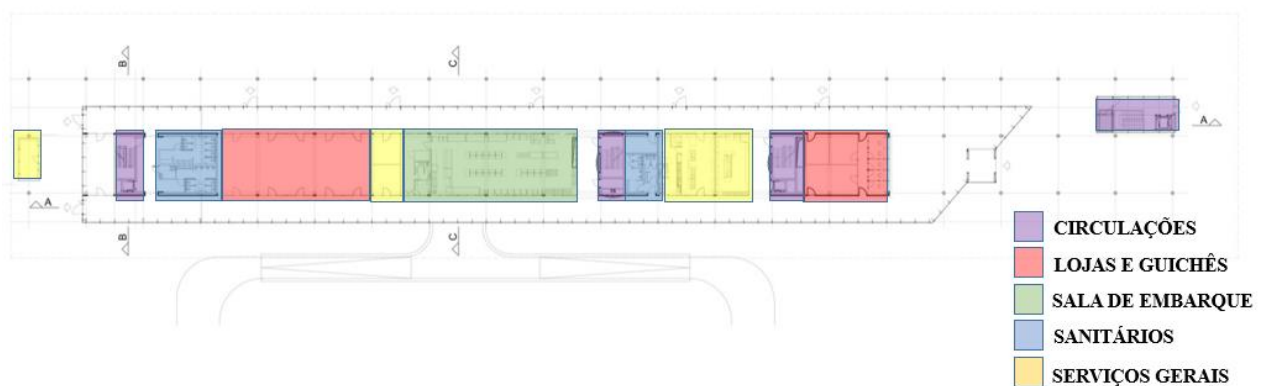 B
C
A
A
B
C
CIRCULAÇÕES
LOJAS E GUICHÊS
SALA DE EMBARQUE
SANITÁRIOS
SERVIÇOS GERAIS